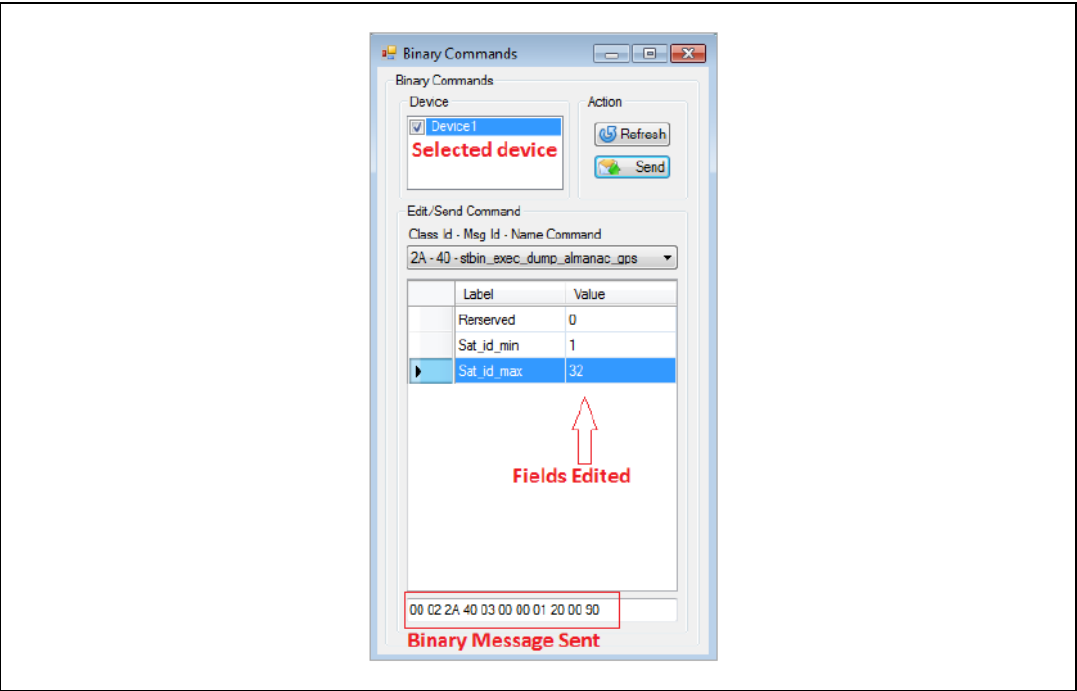 Binary Commands
Binary Commands
Device
Action
Device1
Refresh
Selected device
Send
Edit/Send Command
Class Id - Msg Id - Name Command
2A - 40 - stbin_exec_dump_almanac_gps
Label Value
Rerserved 0
Sat_id_min 1
Sat_id_max 32
Fields Edited
00 02 2A 40 03 00 00 01 20 00 90
Binary Message Sent